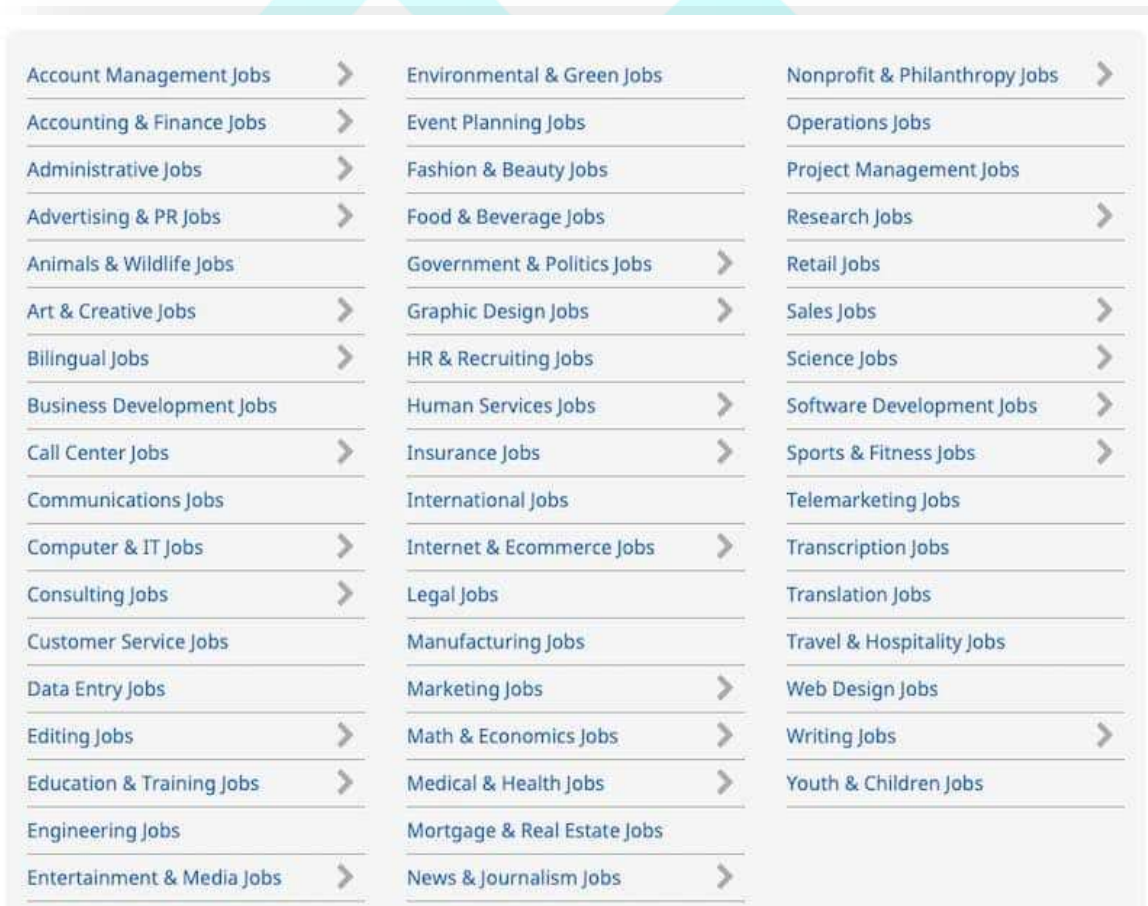 Account Management Jobs
Accounting & Finance Jobs
Administrative Jobs
Advertising & PR Jobs
Animals & Wildlife Jobs
Art & Creative Jobs
Bilingual Jobs
Business Development Jobs
Call Center Jobs
Communications Jobs
Computer & IT Jobs
Consulting Jobs
Customer Service Jobs
Data Entry Jobs
Editing Jobs
Education & Training Jobs
Engineering Jobs
Entertainment & Media Jobs
Environmental & Green Jobs
Event Planning Jobs
Fashion & Beauty Jobs
Food & Beverage Jobs
Government & Politics Jobs
Graphic Design Jobs
HR & Recruiting Jobs
Human Services Jobs
Insurance Jobs
International Jobs
Internet & Ecommerce Jobs
Legal Jobs
Manufacturing Jobs
Marketing Jobs
Math & Economics Jobs
Medical & Health Jobs
Mortgage & Real Estate Jobs
News & Journalism Jobs
Nonprofit & Philanthropy Jobs
Operations Jobs
Project Management Jobs
Research Jobs
Retail Jobs
Sales Jobs
Science Jobs
Software Development Jobs
Sports & Fitness Jobs
Telemarketing Jobs
Transcription Jobs
Translation Jobs
Travel & Hospitality Jobs
Web Design Jobs
Writing Jobs
Youth & Children Jobs